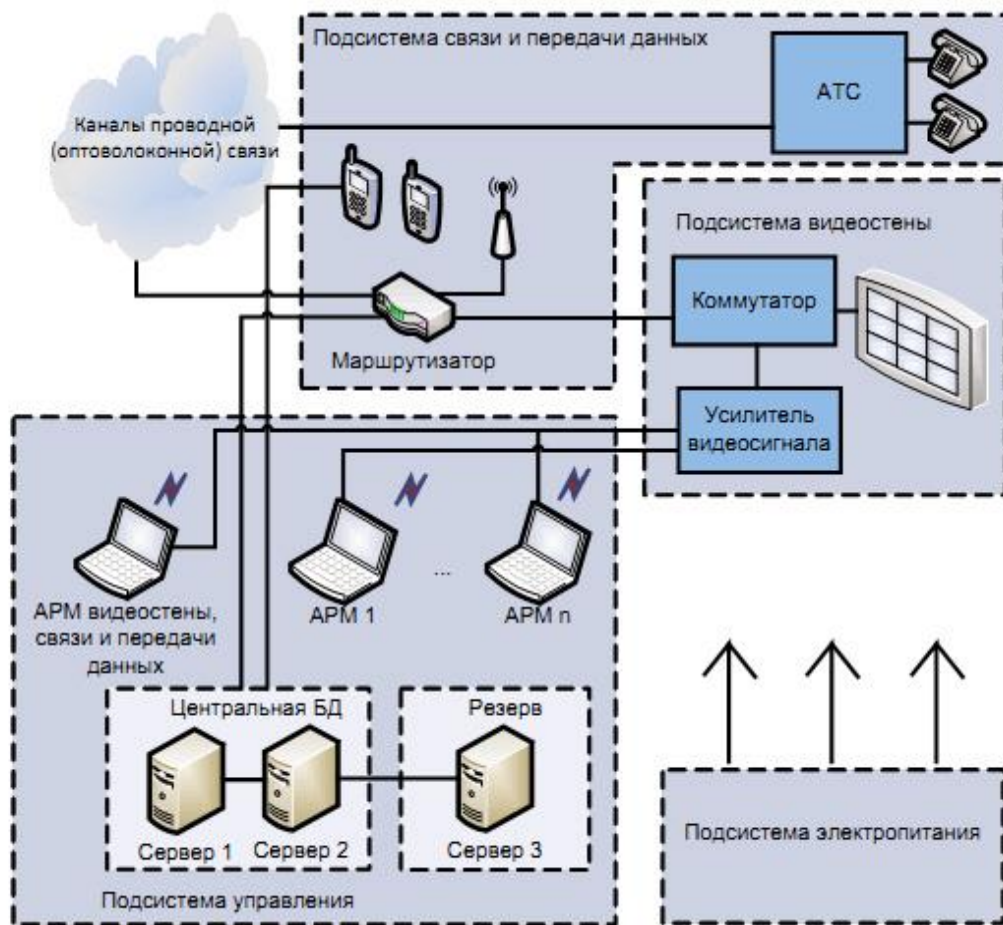 Подсистема связи и передачи данных
АТС
Каналы проводной
(оптоволоконной) связи
Маршрутизатор
Подсистема видеостены
Коммутатор
Усилитель
видеосигнала
АРМ видеостены,
связи и передачи
данных
АРМ 1
...
АРМ n
Центральная БД
Резерв
Сервер 1
Сервер 2
Сервер 3
Подсистема управления
Подсистема электропитания